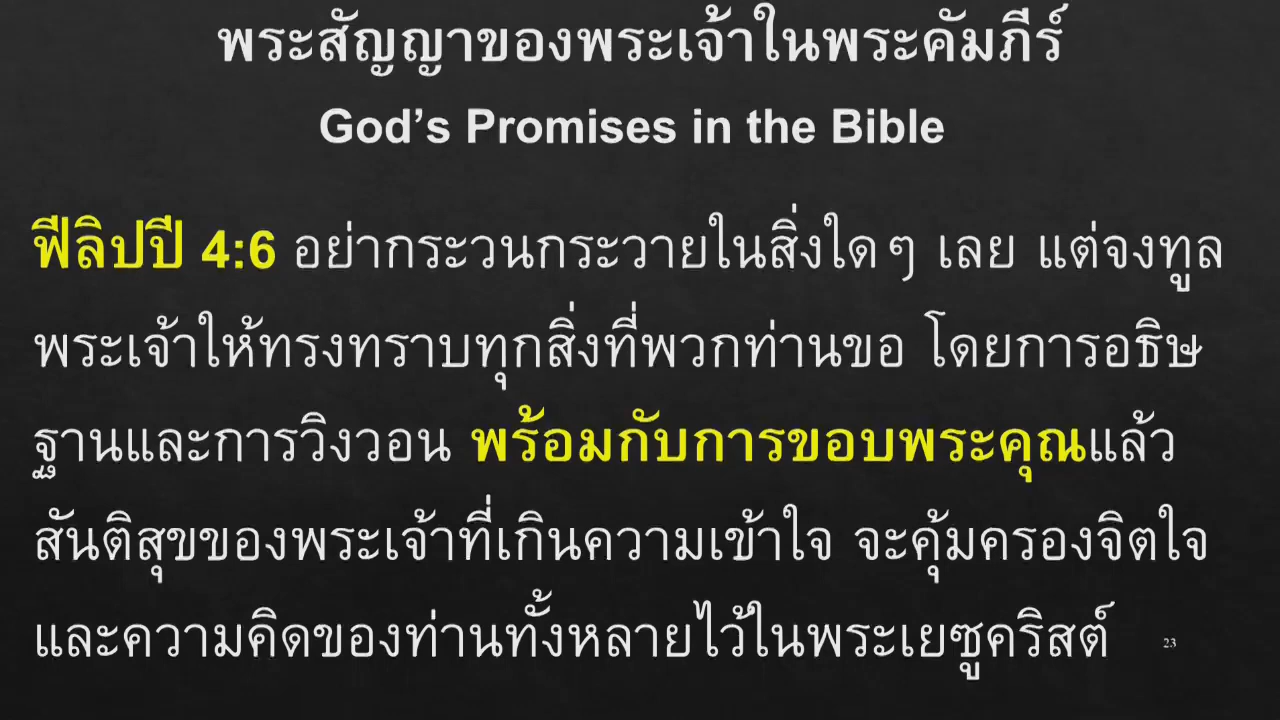 พระสัญญาของพระเจ้าในพระคัมภีร์
God's Promises in the Bible
ฟีลิปปี 4:6 อย่ากระวนกระวายในสิ่งใดๆ เลย แต่จงทูล
พระเจ้าให้ทรงทราบทุกสิ่งที่พวกท่านขอ โดยการอธิษ
ฐานและการวิงวอน พร้อมกับการขอบพระคุณแล้ว
สันติสุขของพระเจ้าที่เกินความเข้าใจ จะคุ้มครองจิตใจ
และความคิดของท่านทั้งหลายไว้ในพระเยซูคริสต์
23